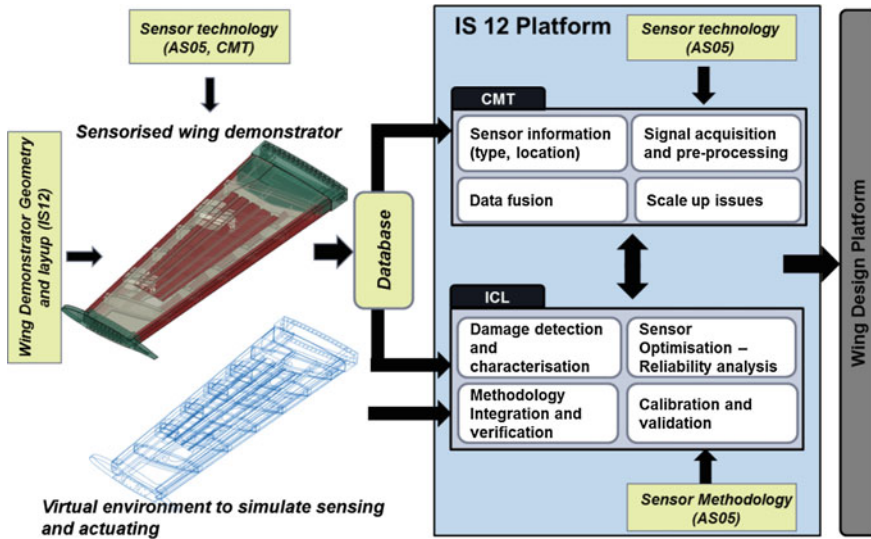 Sensor technology
(AS05, CMT)
Sensorised wing demonstrator
Wing Demonstrator Geometry
and layup (IS12)
Database
Virtual environment to simulate sensing
and actuating
IS 12 Platform
Sensor technology
(AS05)
CMT
Sensor information
(type, location)
Signal acquisition
and pre-processing
Data fusion
Scale up issues
ICL
Damage detection
and
characterisation
Sensor
Optimisation –
Reliability analysis
Methodology
Integration and
verification
Calibration and
validation
Sensor Methodology
(AS05)
Wing Design Platform